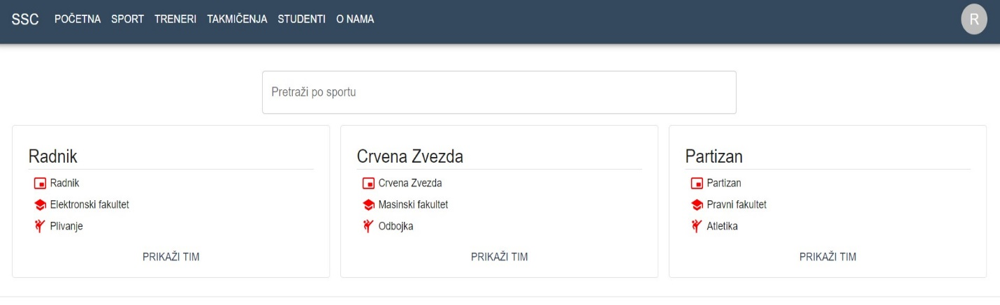 SSC POČETNA SPORT TRENERI TAKMIČENJA STUDENTI O NAMA R
Pretraži po sportu
Radnik
Radnik
Elektronski fakultet
Plivanje
PRIKAŽI TIM
Crvena Zvezda
Crvena Zvezda
Masinski fakultet
Odbojka
PRIKAŽI TIM
Partizan
Partizan
Pravni fakultet
Atletika
PRIKAŽI TIM